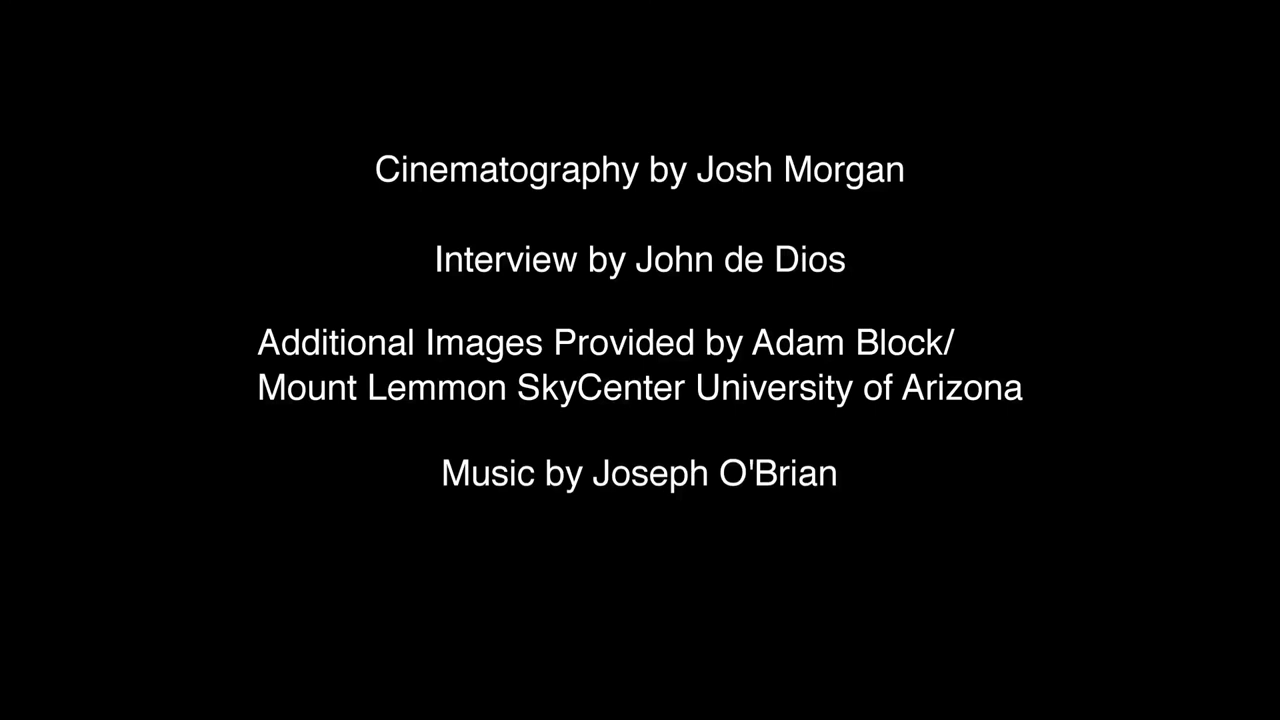 Cinematography by Josh Morgan
Interview by John de Dios
Additional Images Provided by Adam Block/
Mount Lemmon SkyCenter University of Arizona
Music by Joseph O'Brian